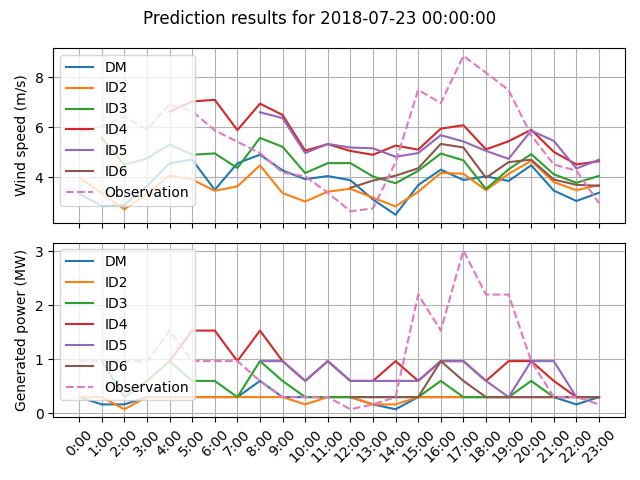 Prediction results for 2018-07-23 00:00:00
Wind speed (m/s)
8
6
4
DM
ID2
ID3
ID4
ID5
ID6
Observation
Generated power (MW)
3
2
1
0
DM
ID2
ID3
ID4
ID5
ID6
Observation
0:00
1:00
2:00
3:00
4:00
5:00
6:00
7:00
8:00
9:00
10:00
11:00
12:00
13:00
14:00
15:00
16:00
17:00
18:00
19:00
20:00
21:00
22:00
23:00